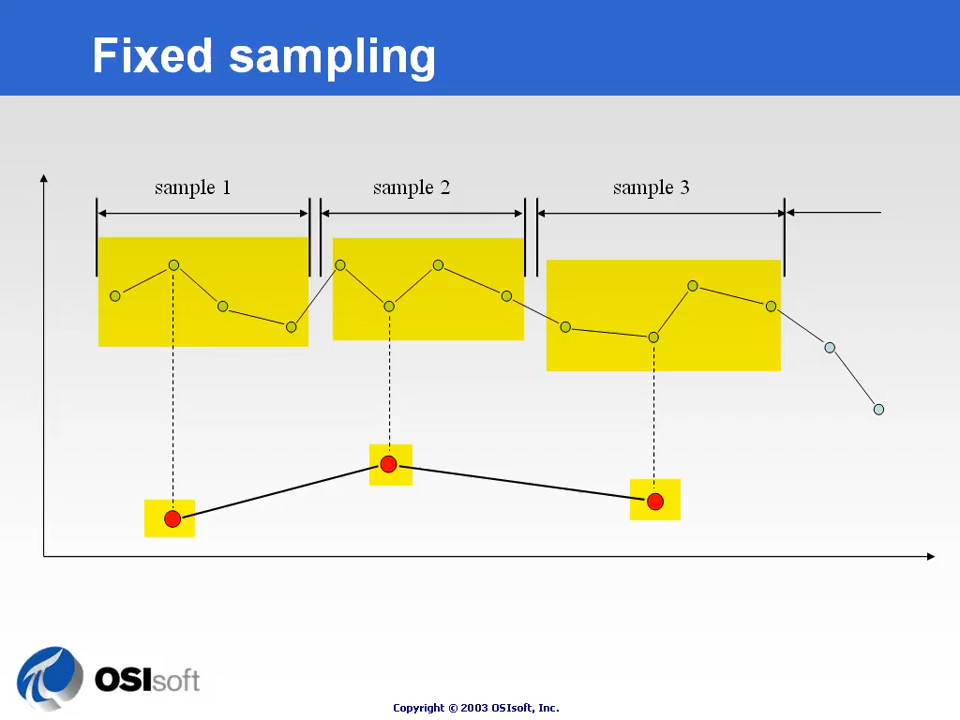 Fixed sampling
sample 1
sample 2
sample 3
OSIsoft
Copyright © 2003 OSIsoft, Inc.